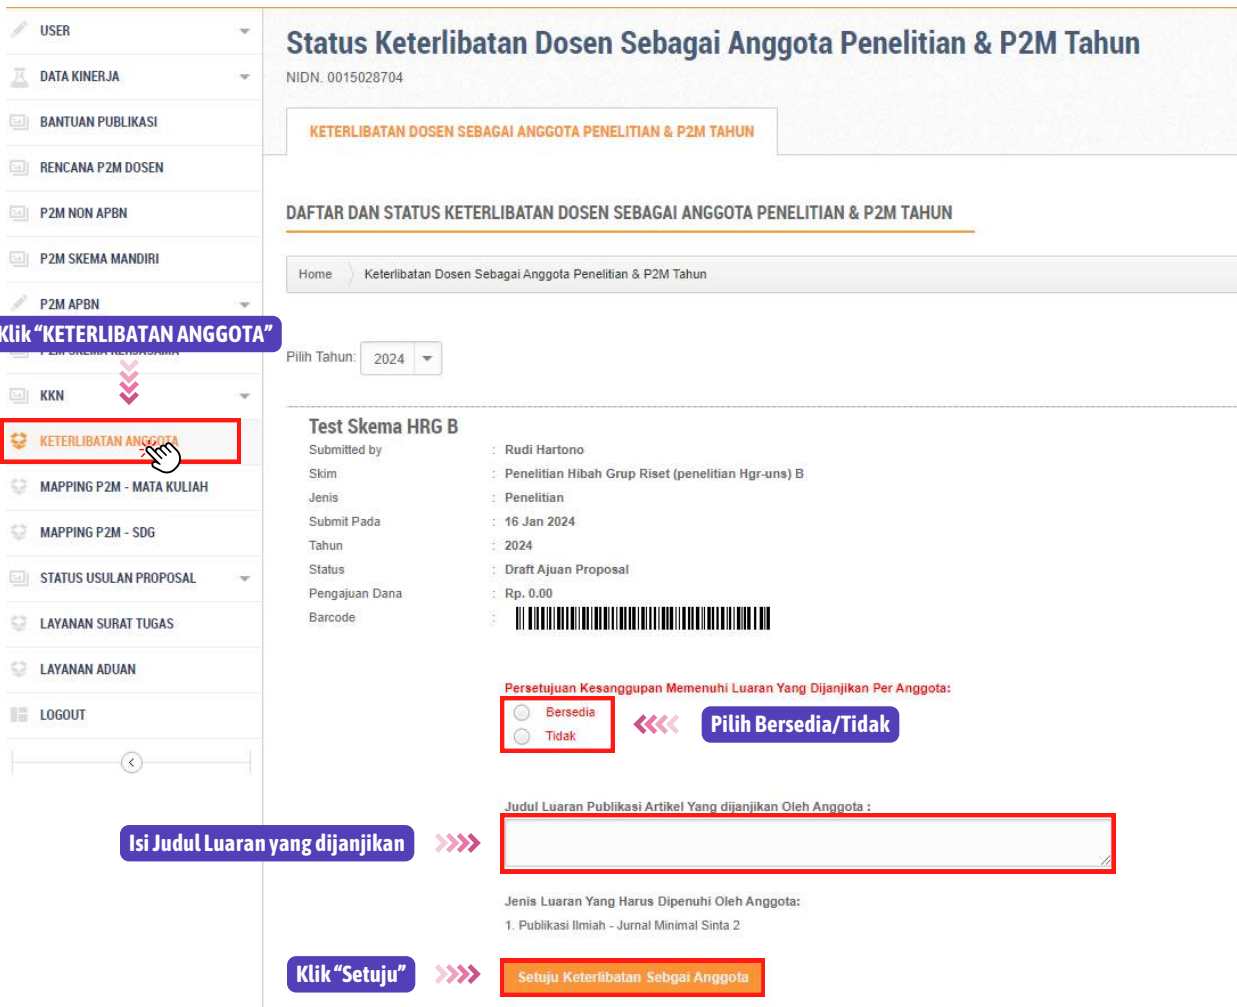 USER
DATA KINERJA
BANTUAN PUBLIKASI
RENCANA P2M DOSEN
P2M NON APBN
P2M SKEMA MANDIRI
P2M APBN
Klik “KETERLIBATAN ANGGOTA”
P2M SKEMA KERJASAMA
KKN
KETERLIBATAN ANGGOTA
MAPPING P2M - MATA KULIAH
MAPPING P2M - SDG
STATUS USULAN PROPOSAL
LAYANAN SURAT TUGAS
LAYANAN ADUAN
LOGOUT
Status Keterlibatan Dosen Sebagai Anggota Penelitian & P2M Tahun
NIDN. 0015028704
KETERLIBATAN DOSEN SEBAGAI ANGGOTA PENELITIAN & P2M TAHUN
DAFTAR DAN STATUS KETERLIBATAN DOSEN SEBAGAI ANGGOTA PENELITIAN & P2M TAHUN
Home Keterlibatan Dosen Sebagai Anggota Penelitian & P2M Tahun
Pilih Tahun: 2024
Test Skema HRG B
Submitted by : Rudi Hartono
Skim : Penelitian Hibah Grup Riset (penelitian Hgr-uns) B
Jenis : Penelitian
Submit Pada : 16 Jan 2024
Tahun : 2024
Status : Draft Ajuan Proposal
Pengajuan Dana : Rp. 0.00
Barcode :
Persetujuan Kesanggupan Memenuhi Luaran Yang Dijanjikan Per Anggota:
Bersedia
Tidak
Pilih Bersedia/Tidak
Judul Luaran Publikasi Artikel Yang dijanjikan Oleh Anggota :
Isi Judul Luaran yang dijanjikan
Jenis Luaran Yang Harus Dipenuhi Oleh Anggota:
1. Publikasi Ilmiah - Jurnal Minimal Sinta 2
Klik “Setuju”
Setuju Keterlibatan Sebgai Anggota